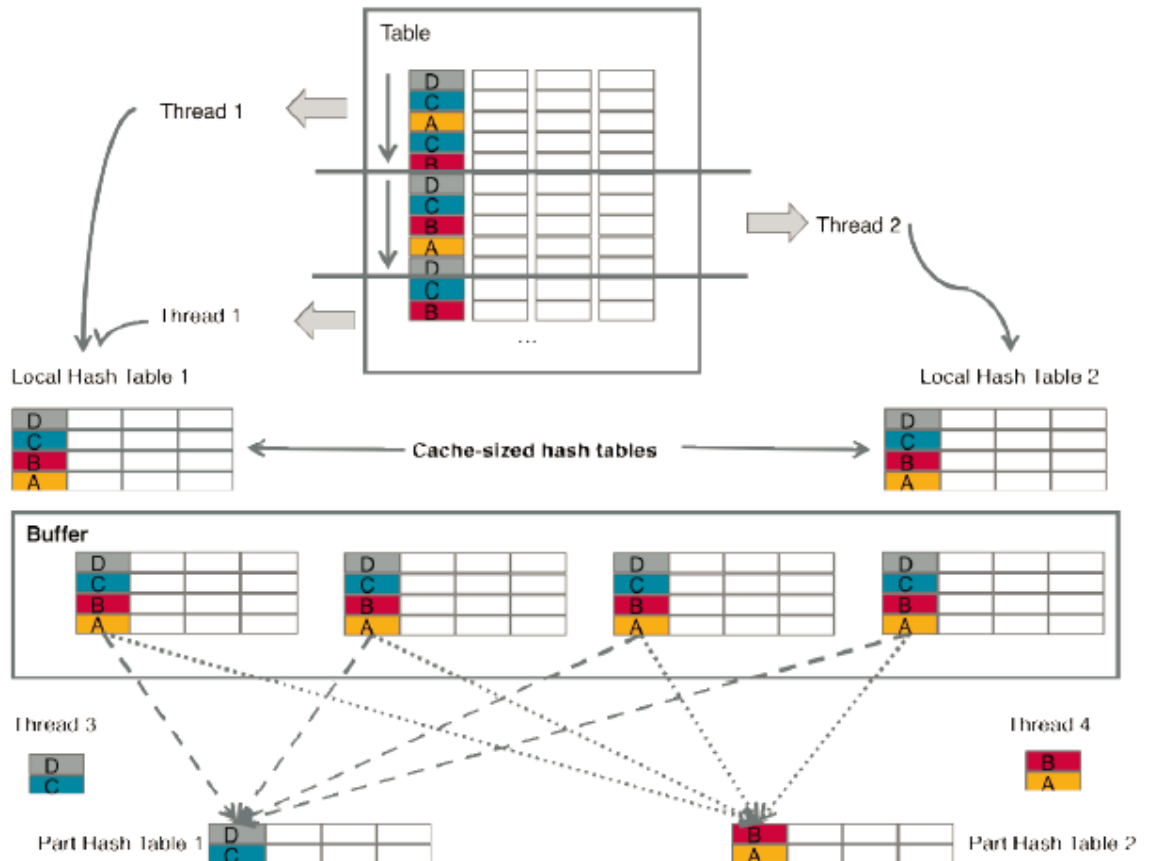 Table
D
C
A
C
B
D
C
B
A
D
C
B
...
Thread 1
Thread 2
Thread 1
Local Hash Table 1
Local Hash Table 2
D
C
B
A
Cache-sized hash tables
D
C
B
A
Buffer
D
C
B
A
D
C
B
A
D
C
B
A
D
C
B
A
Thread 3
D
C
Thread 4
B
A
Part Hash Table 1
D
C
B
A
Part Hash Table 2